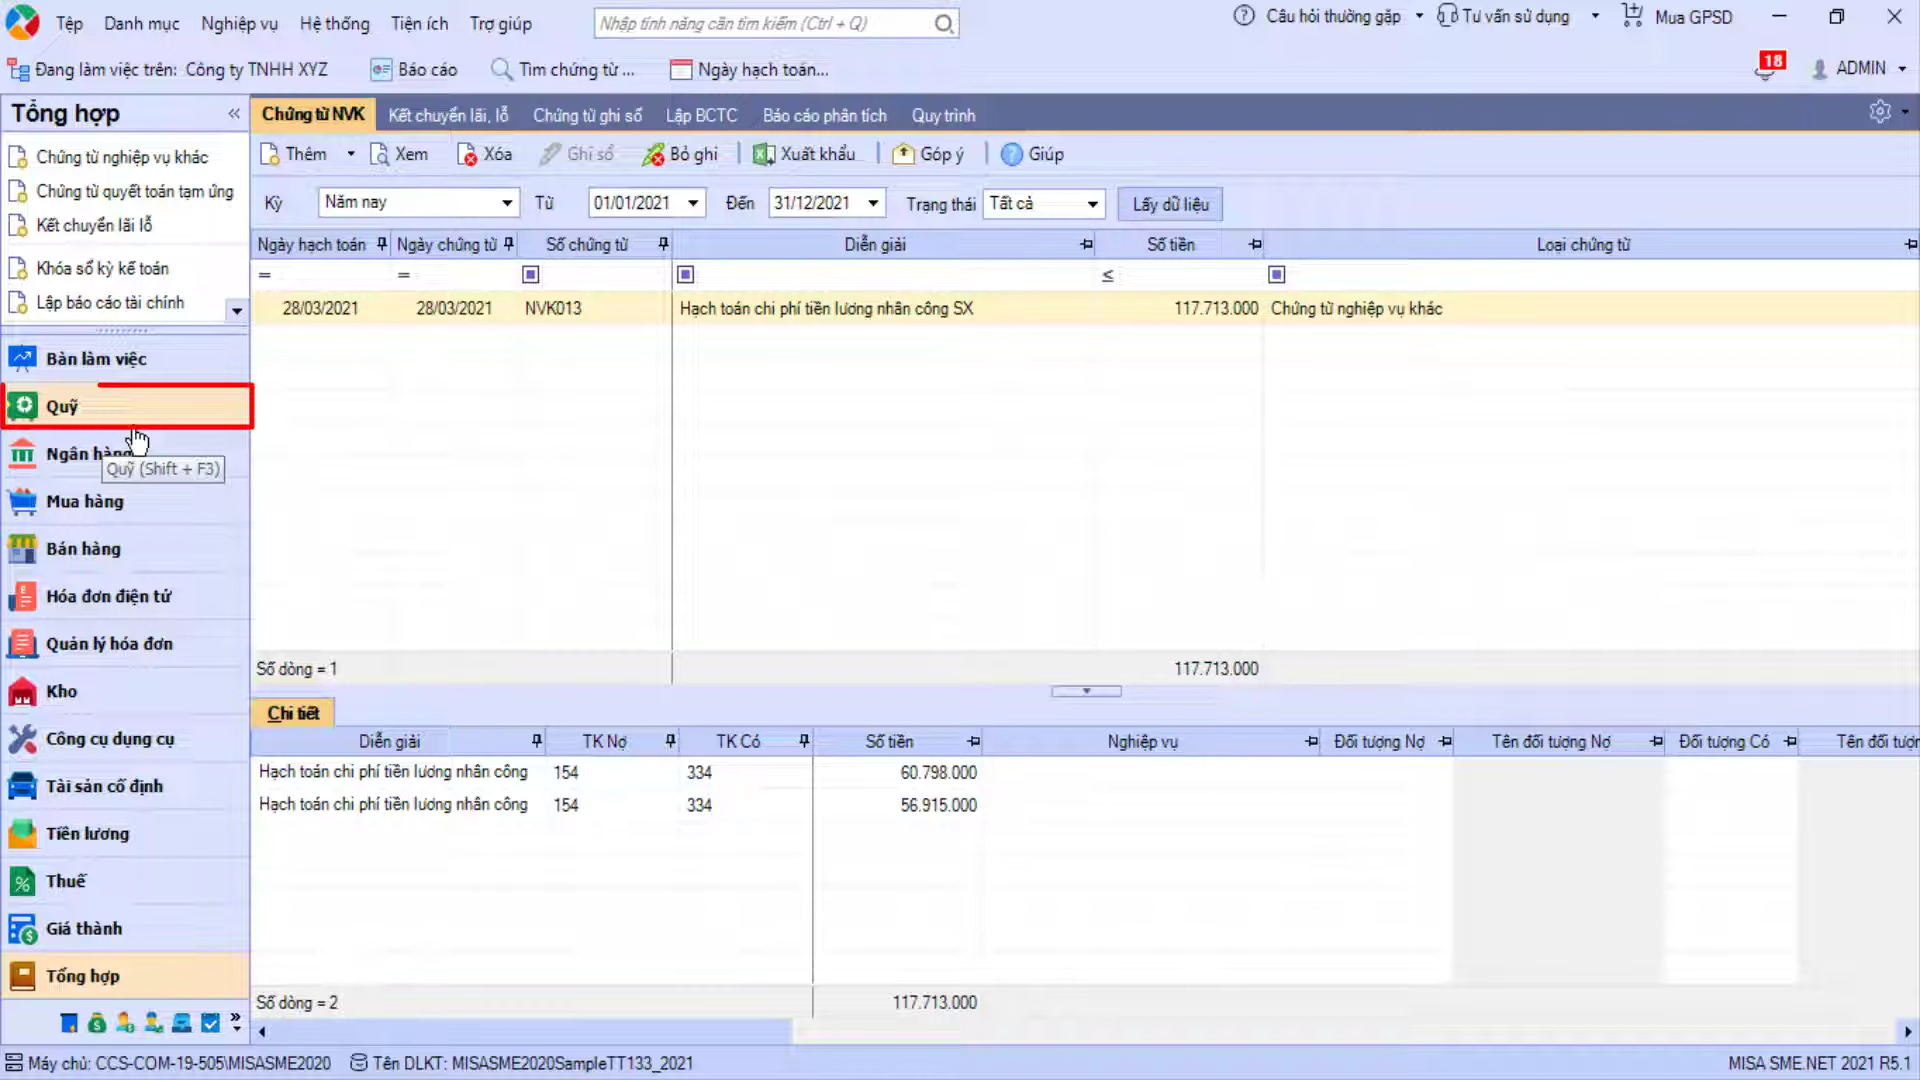 Tệp Danh mục Nghiệp vụ Hệ thống Tiện ích Trợ giúp Nhập tính năng cần tìm kiếm (Ctrl + Q) Câu hỏi thường gặp Tư vấn sử dụng Mua GPSD
Đang làm việc trên: Công ty TNHH XYZ Báo cáo Tìm chứng từ ... Ngày hạch toán... 18 ADMIN
Tổng hợp
Chứng từ NVK Kết chuyển lãi, lỗ Chứng từ ghi sổ Lập BCTC Báo cáo phân tích Quy trình
Thêm Xem Xóa Ghi sổ Bỏ ghi Xuất khẩu Góp ý Giúp
Kỳ Năm nay Từ 01/01/2021 Đến 31/12/2021 Trạng thái Tất cả Lấy dữ liệu
Ngày hạch toán Ngày chứng từ Số chứng từ Diễn giải Số tiền Loại chứng từ
= = ≤
28/03/2021 28/03/2021 NVK013 Hạch toán chi phí tiền lương nhân công SX 117.713.000 Chứng từ nghiệp vụ khác
Số dòng = 1 117.713.000
Chứng từ nghiệp vụ khác
Chứng từ quyết toán tạm ứng
Kết chuyển lãi lỗ
Khóa sổ kỳ kế toán
Lập báo cáo tài chính
Bàn làm việc
Quỹ
Ngân hàng
Quỹ (Shift + F3)
Mua hàng
Bán hàng
Hóa đơn điện tử
Quản lý hóa đơn
Kho
Công cụ dụng cụ
Tài sản cố định
Tiền lương
Thuế
Giá thành
Tổng hợp
Chi tiết
Diễn giải TK Nợ TK Có Số tiền Nghiệp vụ Đối tượng Nợ Tên đối tượng Nợ Đối tượng Có Tên đối tượn
Hạch toán chi phí tiền lương nhân công 154 334 60.798.000
Hạch toán chi phí tiền lương nhân công 154 334 56.915.000
Số dòng = 2 117.713.000
Máy chủ: CCS-COM-19-505\MISASME2020 Tên DLKT: MISASME2020SampleTT133_2021 MISA SME.NET 2021 R5.1